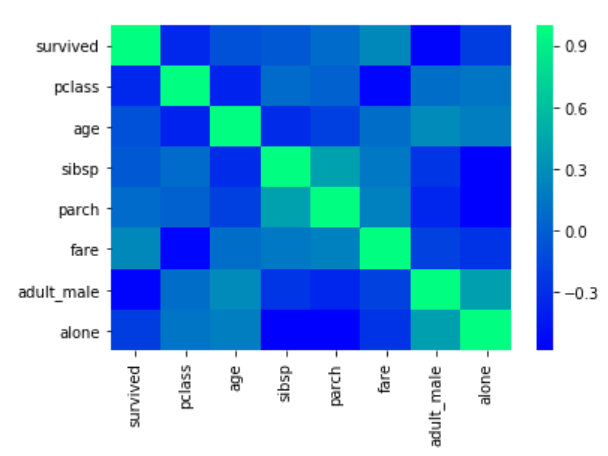 survived
pclass
age
sibsp
parch
fare
adult_male
alone
survived
pclass
age
sibsp
parch
fare
adult_male
alone
0.9
0.6
0.3
0.0
−0.3